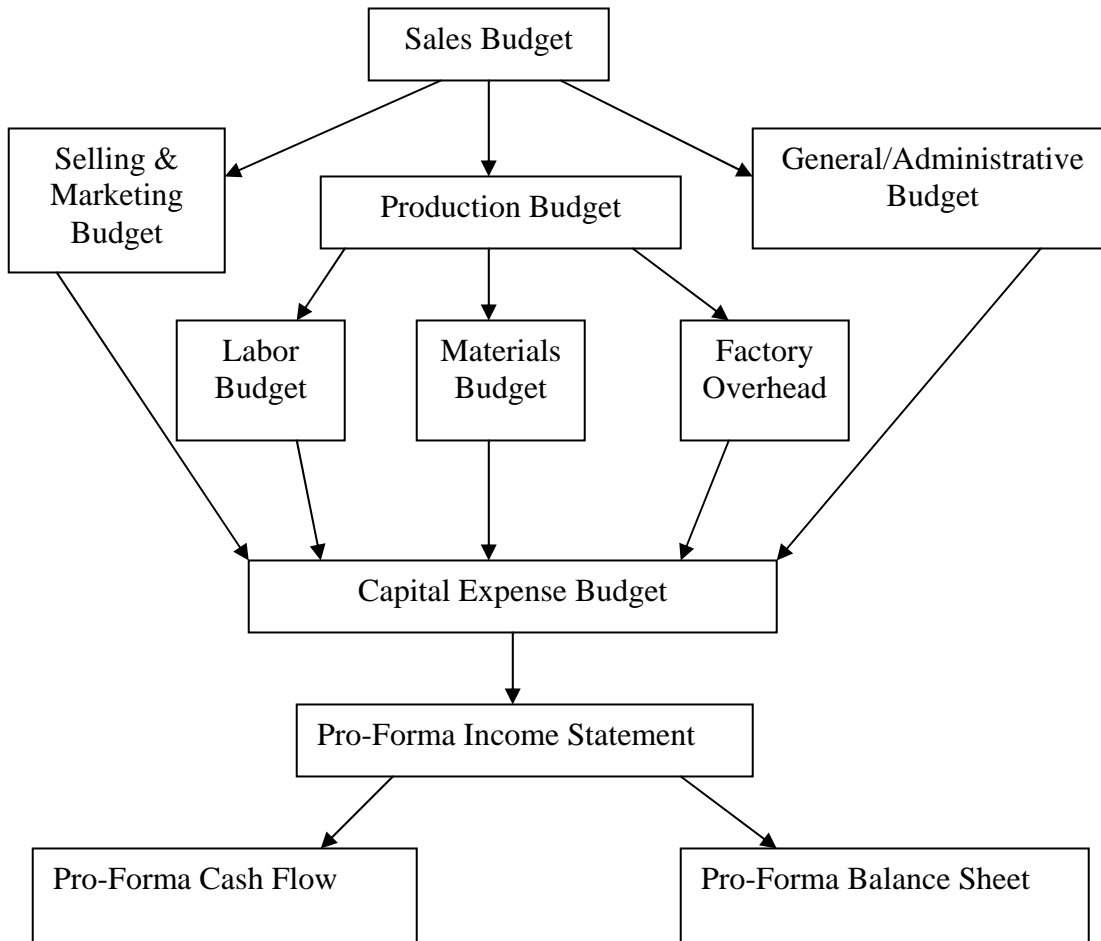 Sales Budget
Selling &
Marketing
Budget
Production Budget
General/Administrative
Budget
Labor
Budget
Materials
Budget
Factory
Overhead
Capital Expense Budget
Pro-Forma Income Statement
Pro-Forma Cash Flow
Pro-Forma Balance Sheet